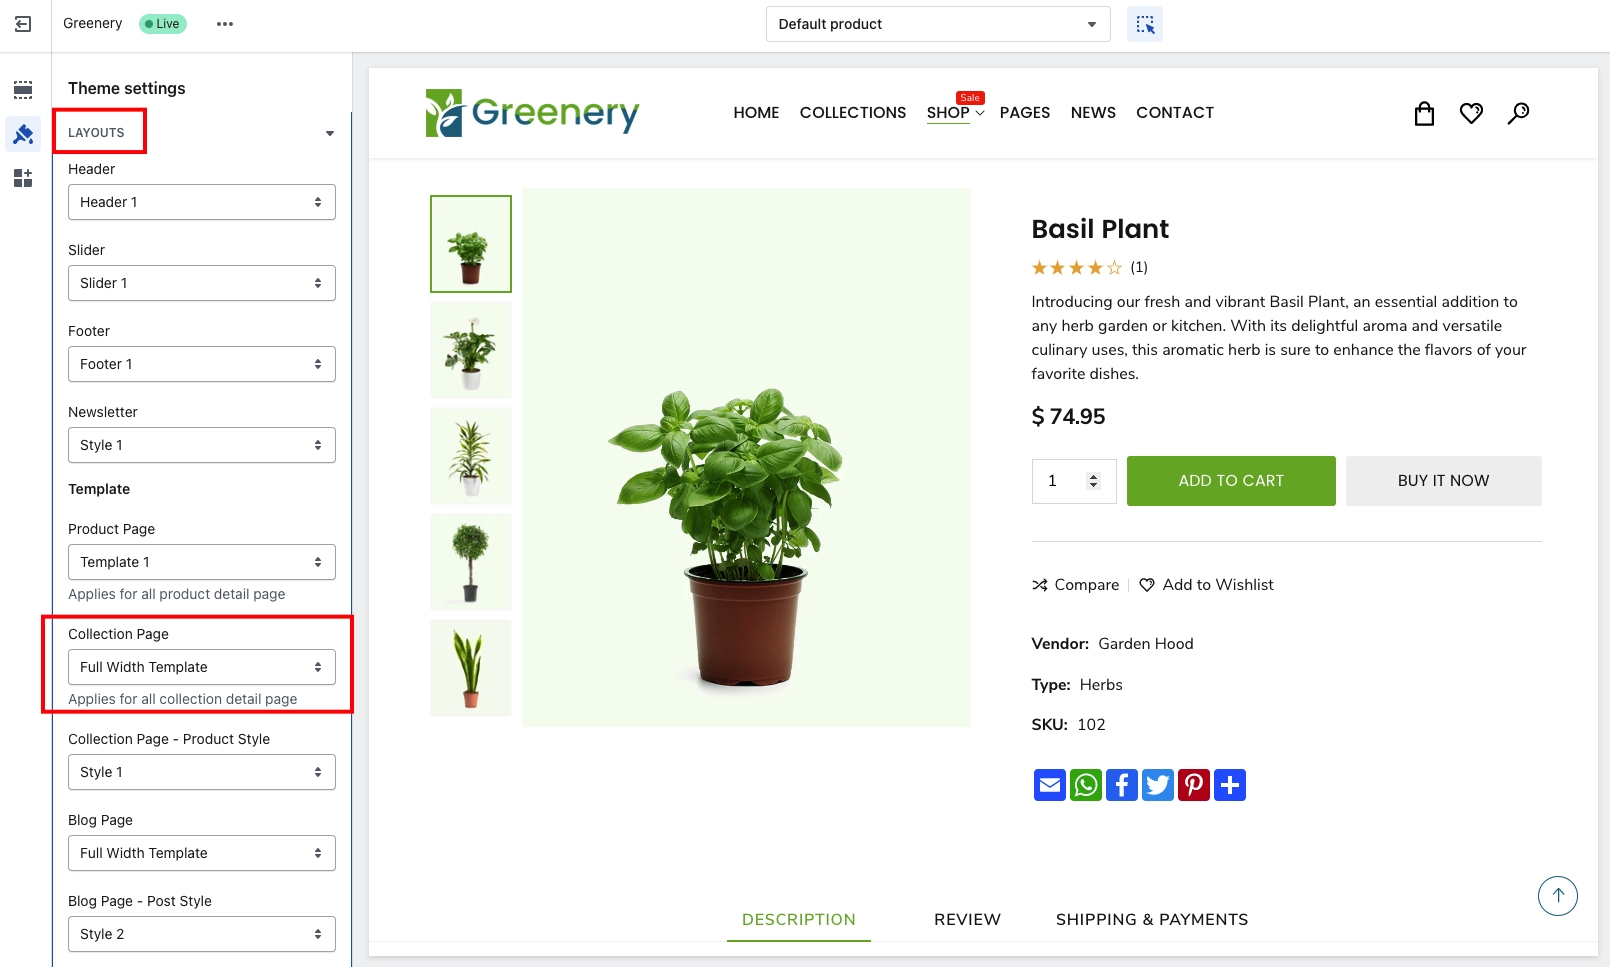 Greenery
Live
Default product
Theme settings
LAYOUTS
Header
Header 1
Slider
Slider 1
Footer
Footer 1
Newsletter
Style 1
Template
Product Page
Template 1
Applies for all product detail page
Collection Page
Full Width Template
Applies for all collection detail page
Collection Page - Product Style
Style 1
Blog Page
Full Width Template
Blog Page - Post Style
Style 2
Greenery
HOME COLLECTIONS SHOP PAGES NEWS CONTACT
Sale
Basil Plant
(1)
Introducing our fresh and vibrant Basil Plant, an essential addition to
any herb garden or kitchen. With its delightful aroma and versatile
culinary uses, this aromatic herb is sure to enhance the flavors of your
favorite dishes.
$ 74.95
1 ADD TO CART BUY IT NOW
Compare Add to Wishlist
Vendor: Garden Hood
Type: Herbs
SKU: 102
DESCRIPTION REVIEW SHIPPING & PAYMENTS